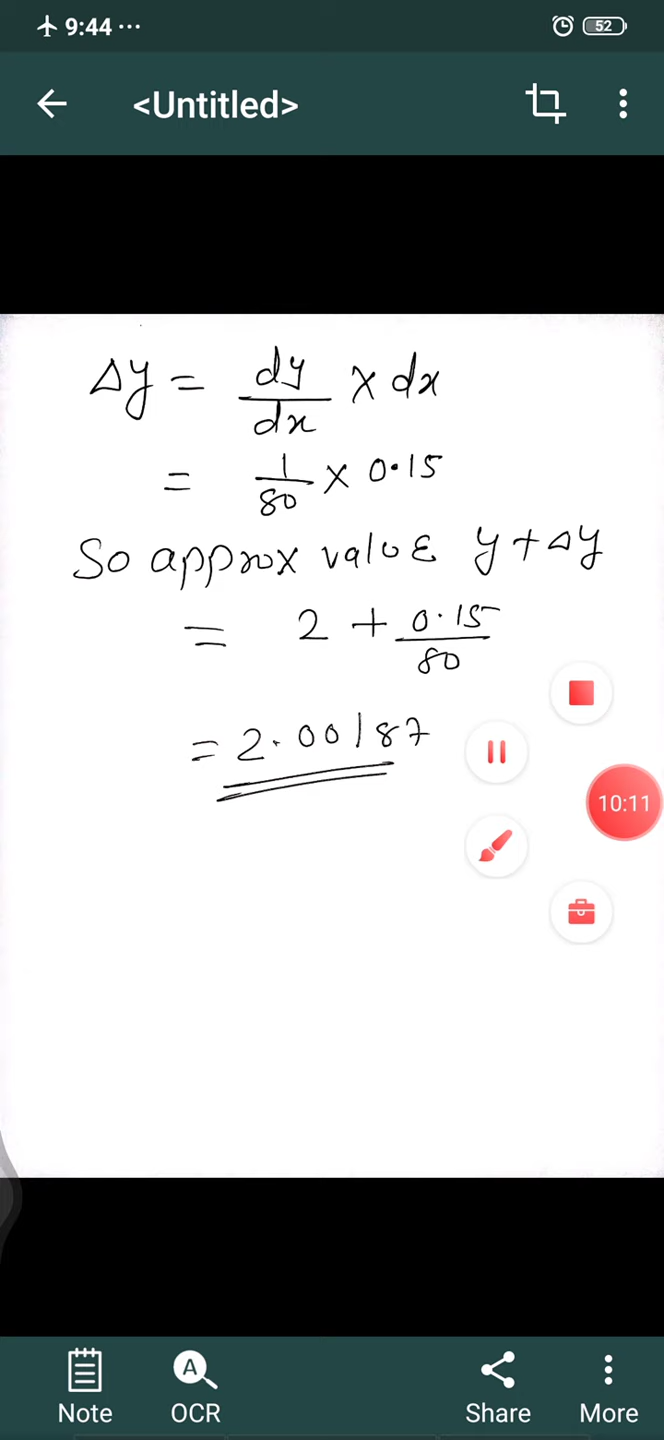 9:44 ...
52
<Untitled>
Δy = dy/dx × dx
= 1/80 × 0.15
So approx value y + Δy
= 2 + 0.15/80
= 2.00187
10:11
A
Note OCR Share More